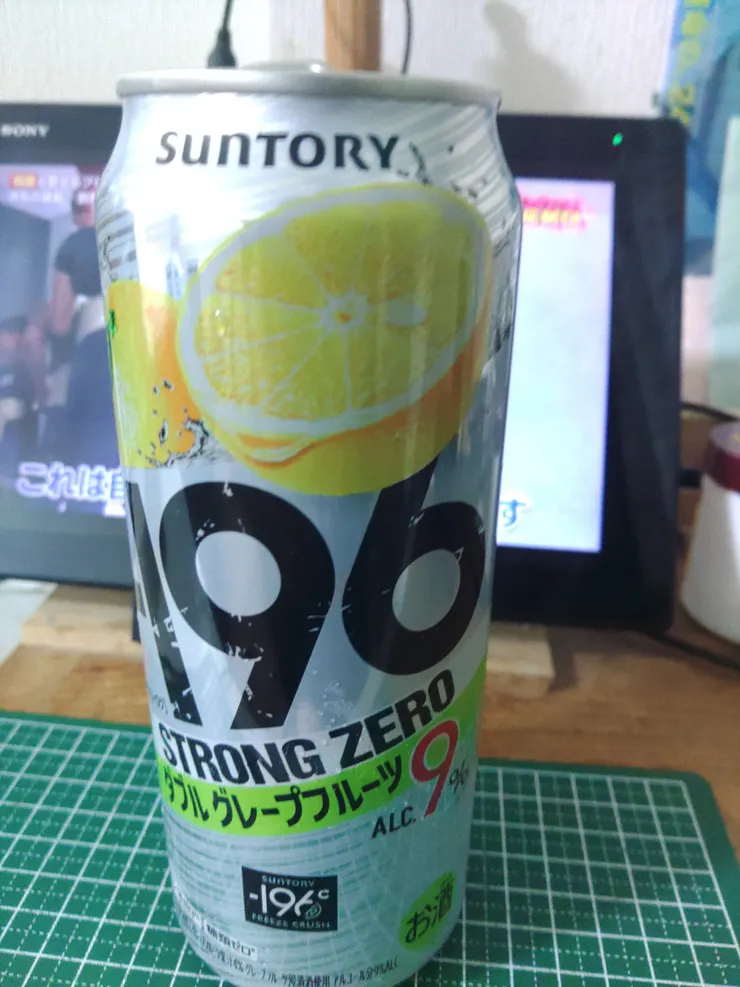 SONY
SUNTORY
これは自
す
196
STRONG ZERO
ダブルグレープフルーツ
ALC. 9%
SUNTORY
-196℃
FREEZE CRUSH
お酒
糖類ゼロ